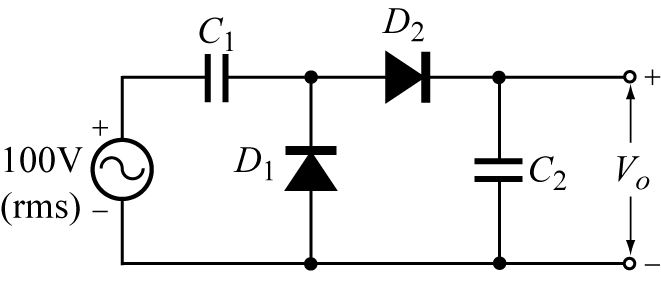 C₁
D₂
+
100V
(rms)
−
D₁
C₂
+
Vₒ
−